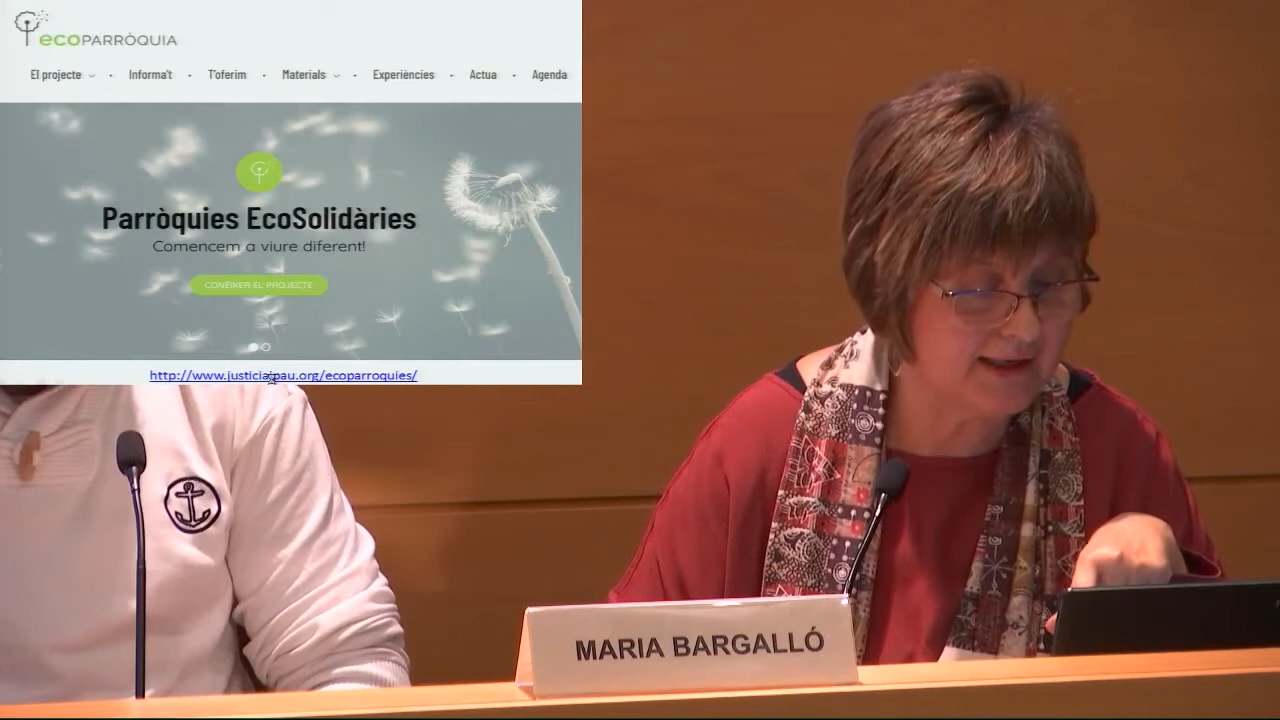 ecoPARRÒQUIA
El projecte · Informa't · T'oferim · Materials · Experiències · Actua · Agenda
Parròquies EcoSolidàries
Comencem a viure diferent!
CONÈIXER EL PROJECTE
http://www.justiciaipau.org/ecoparroquies/
MARIA BARGALLÓ